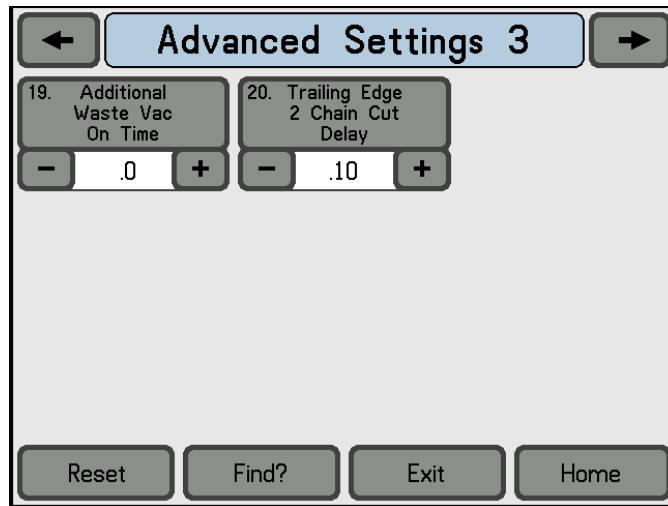 Advanced Settings 3
19. Additional
Waste Vac
On Time
- .0 +
20. Trailing Edge
2 Chain Cut
Delay
- .10 +
Reset Find? Exit Home